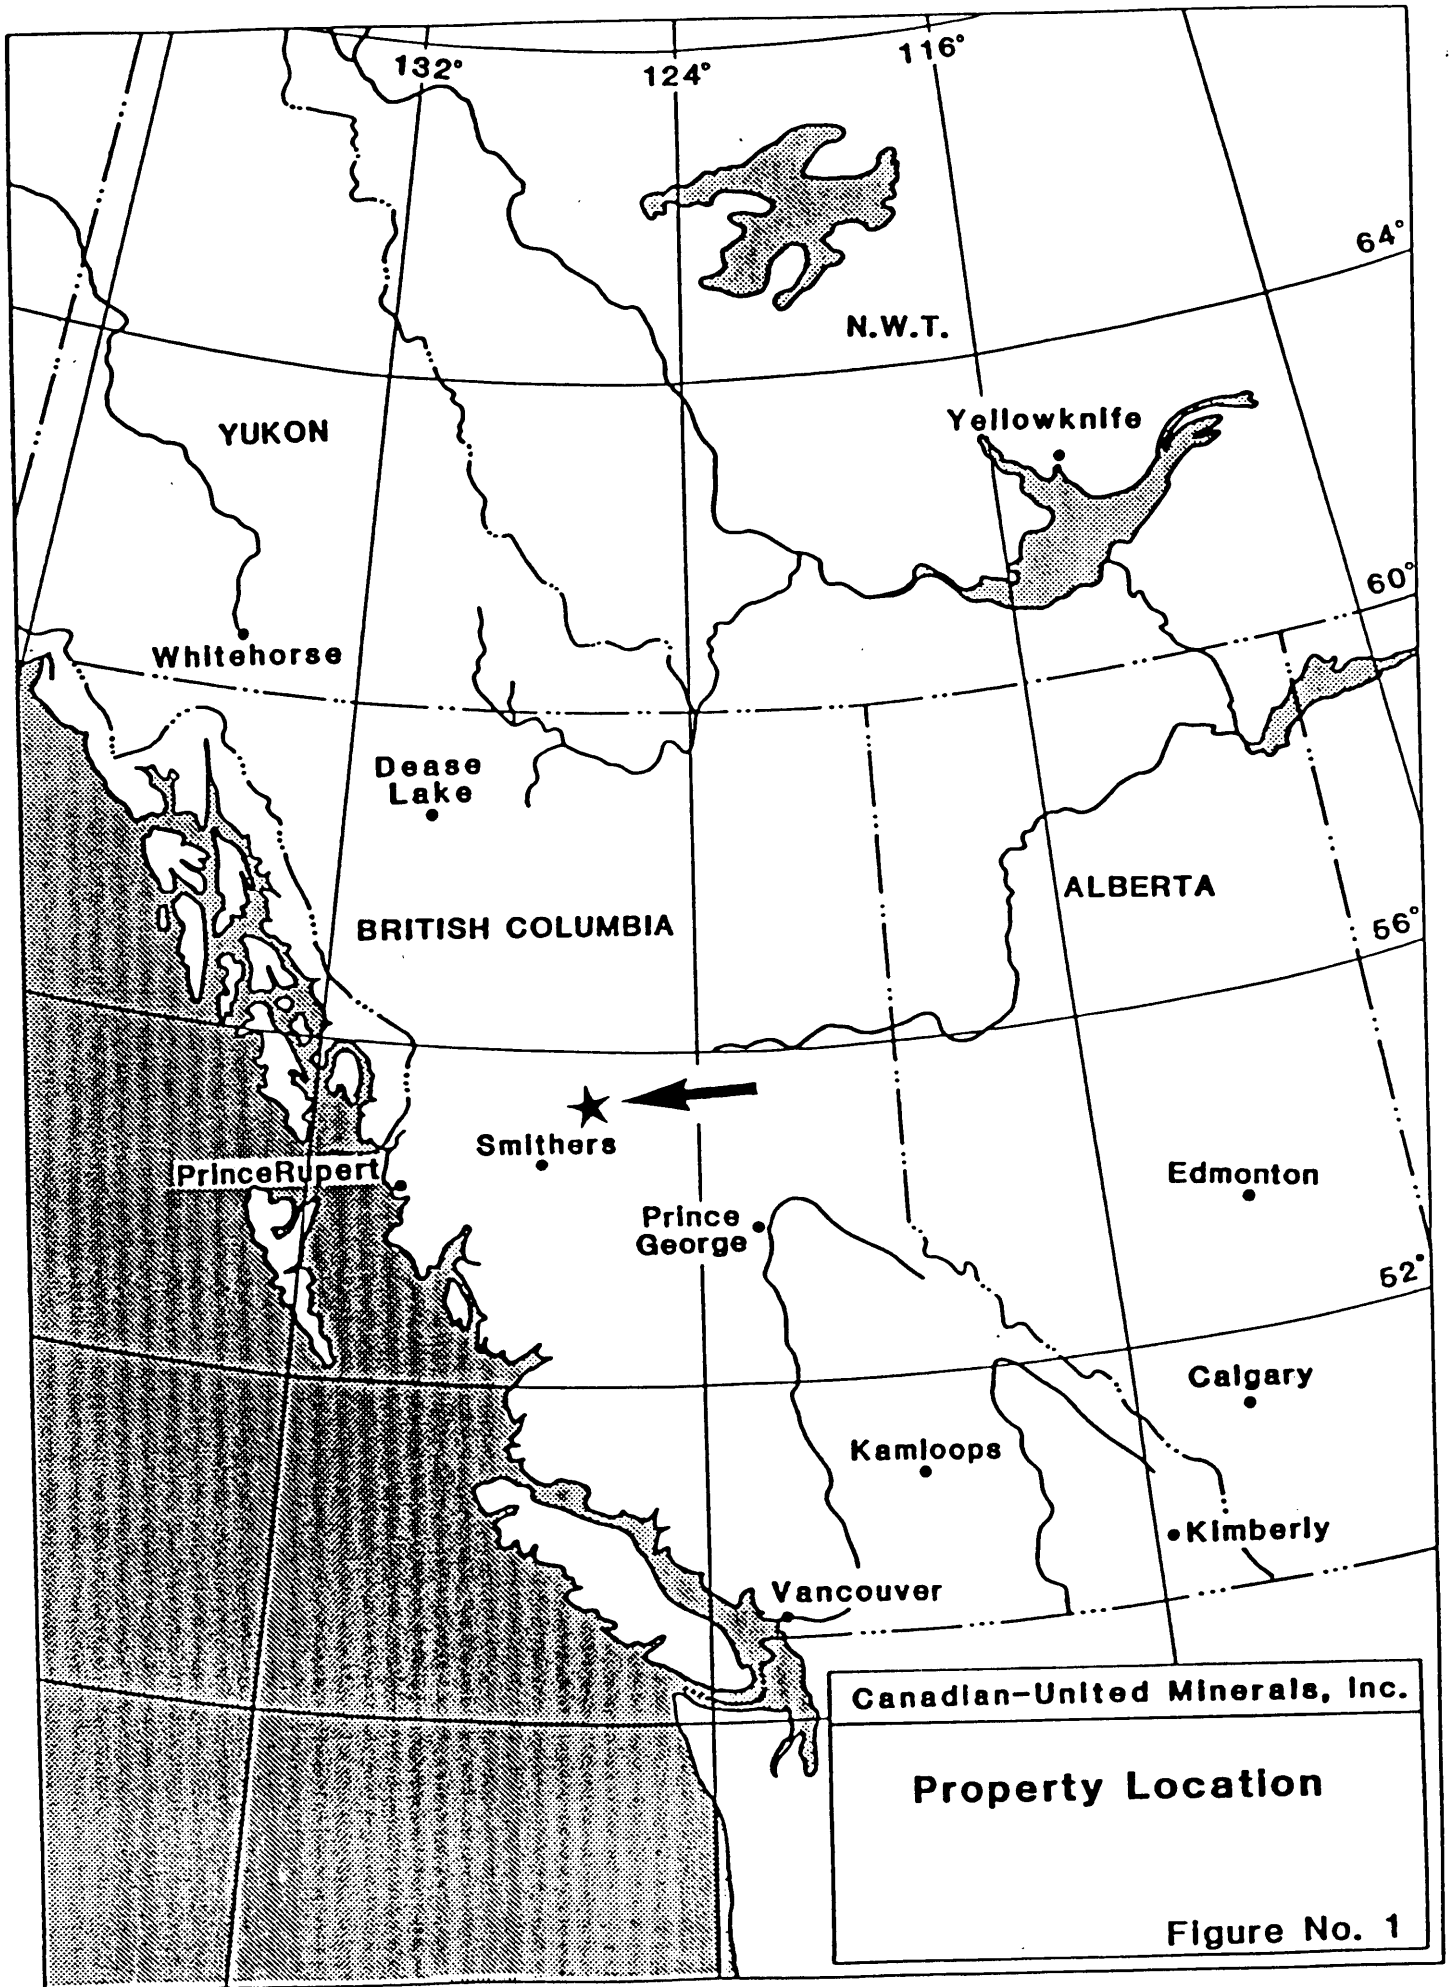 132°
124°
116°
64°
N.W.T.
Yellowknife
YUKON
60°
Whitehorse
Dease
Lake
ALBERTA
56°
BRITISH COLUMBIA
Smithers
PrinceRupert
Edmonton
Prince
George
52°
Calgary
Kamloops
Kimberly
Vancouver
Canadian-United Minerals, Inc.
Property Location
Figure No. 1